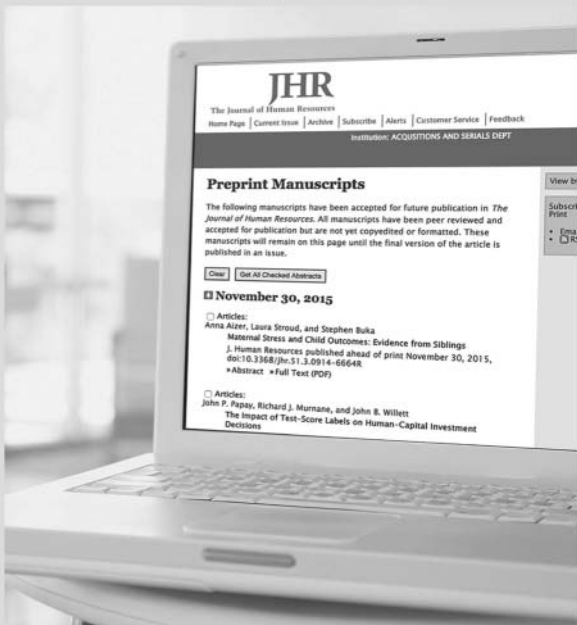 JHR
The Journal of Human Resources
Home Page | Current Issue | Archive | Subscribe | Alerts | Customer Service | Feedback
Institution: ACQUSITIONS AND SERIALS DEPT
Preprint Manuscripts
The following manuscripts have been accepted for future publication in The
Journal of Human Resources. All manuscripts have been peer reviewed and
accepted for publication but are not yet copyedited or formatted. These
manuscripts will remain on this page until the final version of the article is
published in an issue.
Clear Get All Checked Abstracts
November 30, 2015
Articles:
Anna Aizer, Laura Stroud, and Stephen Buka
Maternal Stress and Child Outcomes: Evidence from Siblings
J. Human Resources published ahead of print November 30, 2015,
doi:10.3368/jhr.51.3.0914-6664R
»Abstract »Full Text (PDF)
Articles:
John P. Papay, Richard J. Murnane, and John B. Willett
The Impact of Test-Score Labels on Human-Capital Investment
Decisions
View by
Subscri
Print
• Ema
• RS